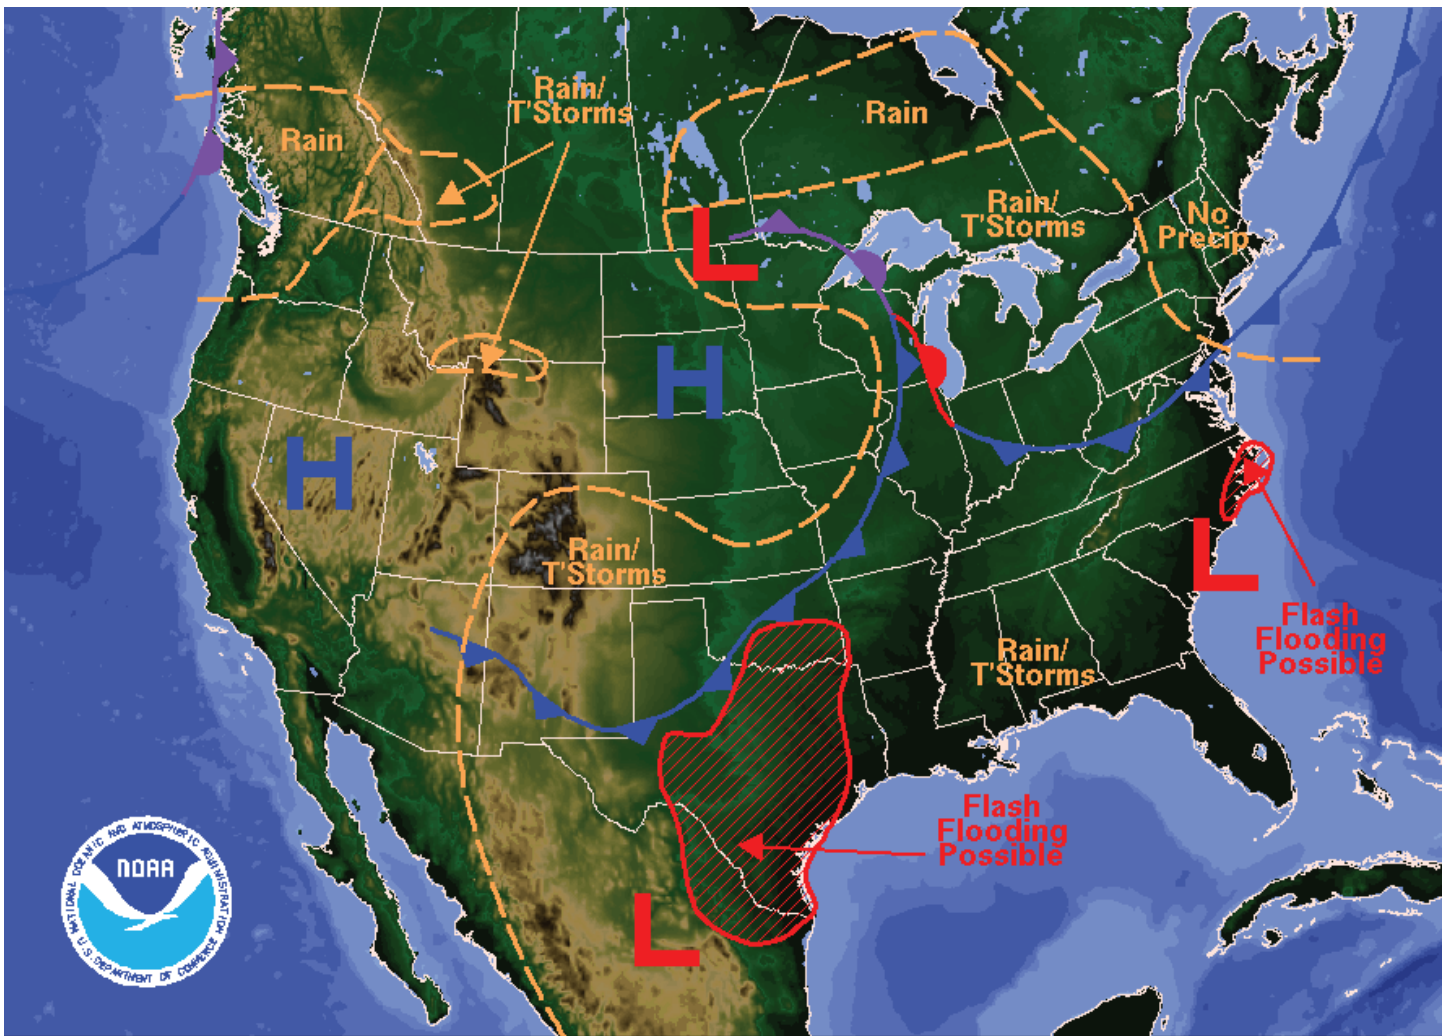 Rain/
T'Storms
Rain
Rain
Rain/
T'Storms
No
Precip
L
H
H
Rain/
T'Storms
L
Flash
Flooding
Possible
Rain/
T'Storms
Flash
Flooding
Possible
L
NATIONAL OCEANIC AND ATMOSPHERIC ADMINISTRATION
NOAA
U.S. DEPARTMENT OF COMMERCE